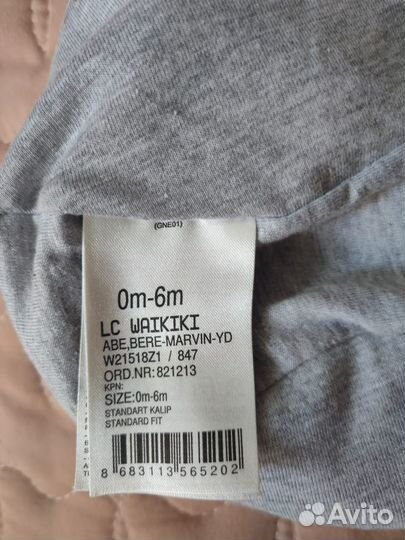 (GNE01)
0m-6m
LC WAIKIKI
ABE,BERE-MARVIN-YD
W21518Z1 / 847
ORD.NR:821213
KPN:
SIZE:0m-6m
STANDART KALIP
STANDARD FIT
8 683113 565202
Avito